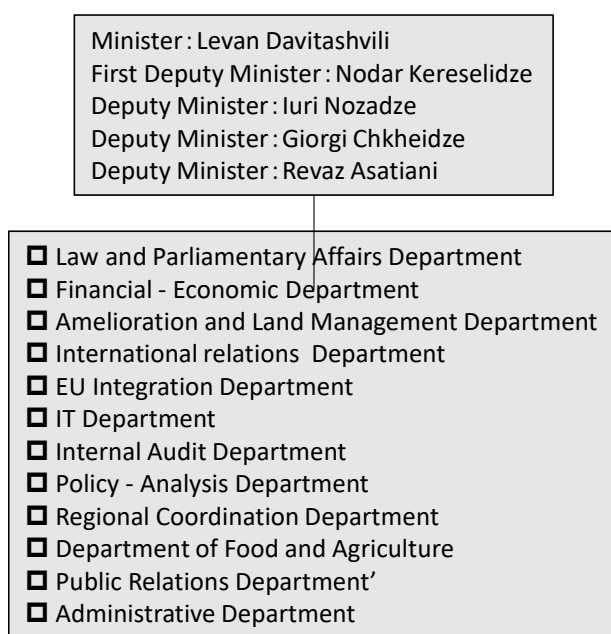 Minister : Levan Davitashvili
First Deputy Minister : Nodar Kereselidze
Deputy Minister : Iuri Nozadze
Deputy Minister : Giorgi Chkheidze
Deputy Minister : Revaz Asatiani
Law and Parliamentary Affairs Department
Financial - Economic Department
Amelioration and Land Management Department
International relations  Department
EU Integration Department
IT Department
Internal Audit Department
Policy - Analysis Department
Regional Coordination Department
Department of Food and Agriculture
Public Relations Department’
Administrative Department